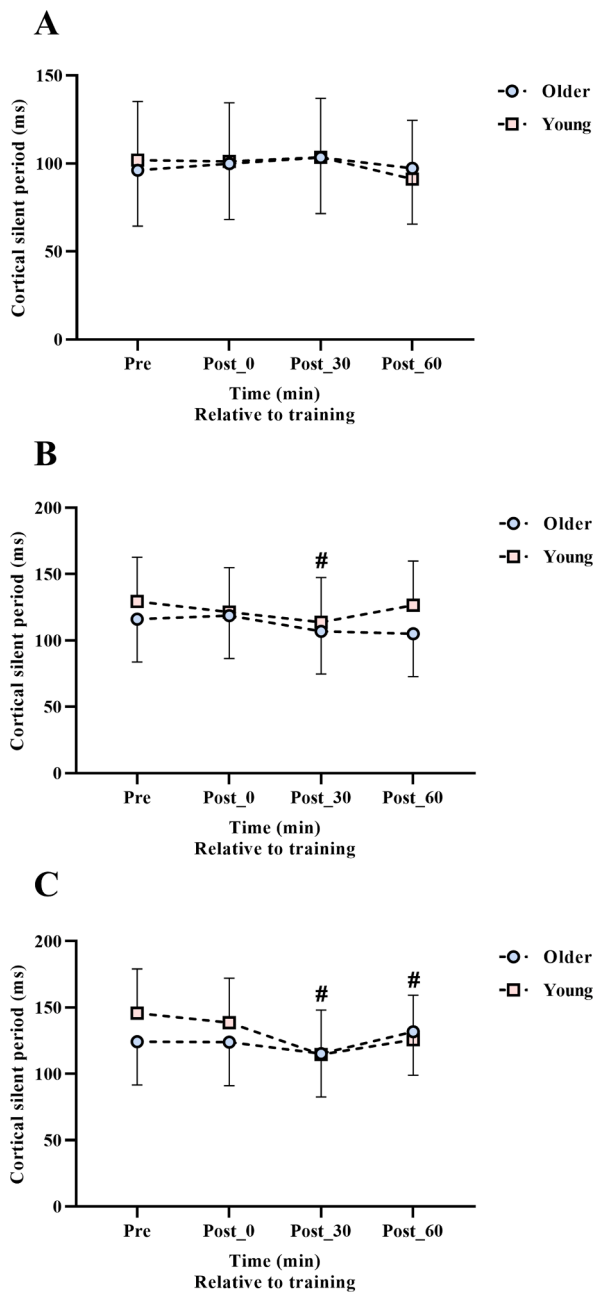 A
Cortical silent period (ms)
150
100
50
0
Pre Post_0 Post_30 Post_60
Time (min)
Relative to training
Older
Young
B
Cortical silent period (ms)
200
150
100
50
0
#
Pre Post_0 Post_30 Post_60
Time (min)
Relative to training
Older
Young
C
Cortical silent period (ms)
200
150
100
50
0
# #
Pre Post_0 Post_30 Post_60
Time (min)
Relative to training
Older
Young